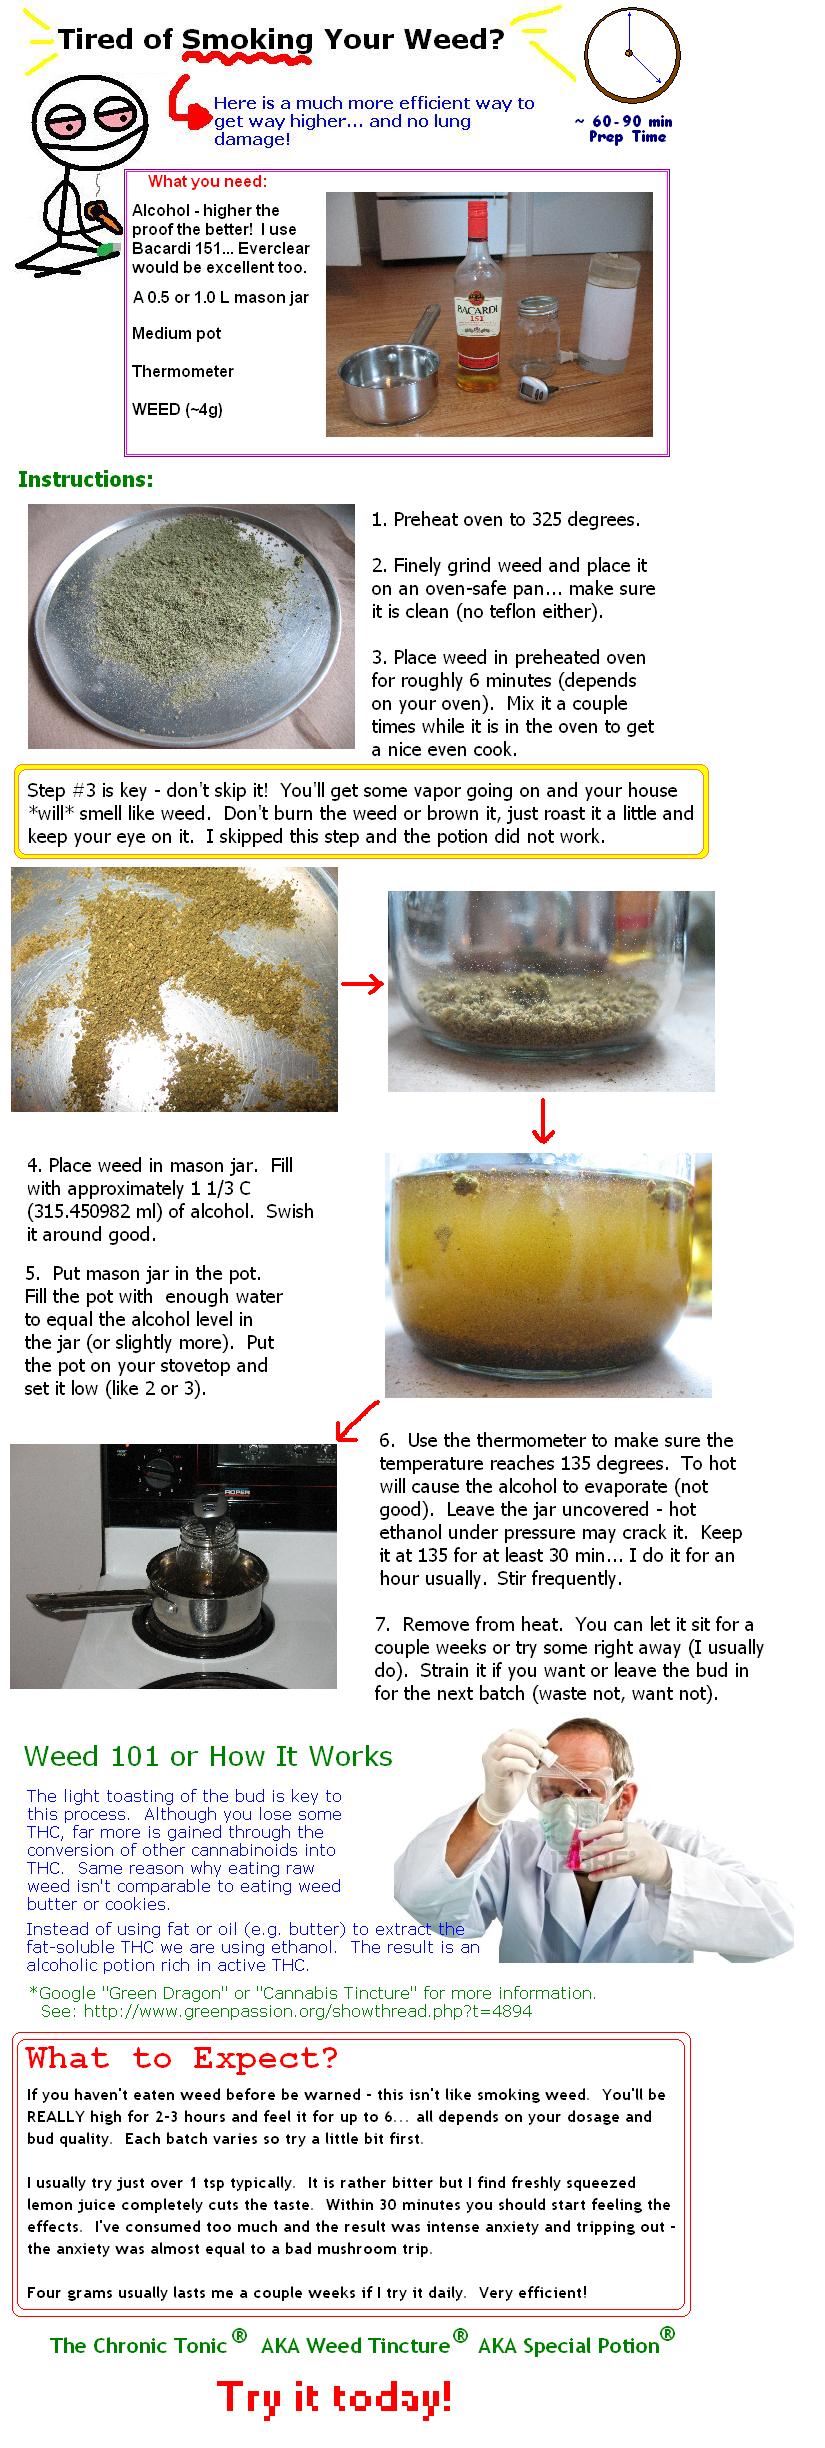 Tired of Smoking Your Weed?
Here is a much more efficient way to
get way higher... and no lung
damage!
~ 60-90 min
Prep Time
What you need:
Alcohol - higher the
proof the better!  I use
Bacardi 151... Everclear
would be excellent too.
A 0.5 or 1.0 L mason jar
Medium pot
Thermometer
WEED (~4g)
BACARDI
151
Instructions:
1. Preheat oven to 325 degrees.
2. Finely grind weed and place it
on an oven-safe pan... make sure
it is clean (no teflon either).
3. Place weed in preheated oven
for roughly 6 minutes (depends
on your oven).  Mix it a couple
times while it is in the oven to get
a nice even cook.
Step #3 is key - don't skip it!  You'll get some vapor going on and your house
*will* smell like weed.  Don't burn the weed or brown it, just roast it a little and
keep your eye on it.  I skipped this step and the potion did not work.
4. Place weed in mason jar.  Fill
with approximately 1 1/3 C
(315.450982 ml) of alcohol.  Swish
it around good.
5.  Put mason jar in the pot.
Fill the pot with  enough water
to equal the alcohol level in
the jar (or slightly more).  Put
the pot on your stovetop and
set it low (like 2 or 3).
ROPER
6.  Use the thermometer to make sure the
temperature reaches 135 degrees.  To hot
will cause the alcohol to evaporate (not
good).  Leave the jar uncovered - hot
ethanol under pressure may crack it.  Keep
it at 135 for at least 30 min... I do it for an
hour usually.  Stir frequently.
7.  Remove from heat.  You can let it sit for a
couple weeks or try some right away (I usually
do).  Strain it if you want or leave the bud in
for the next batch (waste not, want not).
Weed 101 or How It Works
The light toasting of the bud is key to
this process.  Although you lose some
THC, far more is gained through the
conversion of other cannabinoids into
THC.  Same reason why eating raw
weed isn't comparable to eating weed
butter or cookies.
Instead of using fat or oil (e.g. butter) to extract the
fat-soluble THC we are using ethanol.  The result is an
alcoholic potion rich in active THC.
*Google "Green Dragon" or "Cannabis Tincture" for more information.
See: http://www.greenpassion.org/showthread.php?t=4894
What to Expect?
If you haven't eaten weed before be warned - this isn't like smoking weed.  You'll be
REALLY high for 2-3 hours and feel it for up to 6... all depends on your dosage and
bud quality.  Each batch varies so try a little bit first.
I usually try just over 1 tsp typically.  It is rather bitter but I find freshly squeezed
lemon juice completely cuts the taste.  Within 30 minutes you should start feeling the
effects.  I've consumed too much and the result was intense anxiety and tripping out -
the anxiety was almost equal to a bad mushroom trip.
Four grams usually lasts me a couple weeks if I try it daily.  Very efficient!
The Chronic Tonic®  AKA Weed Tincture®  AKA Special Potion®
Try it today!